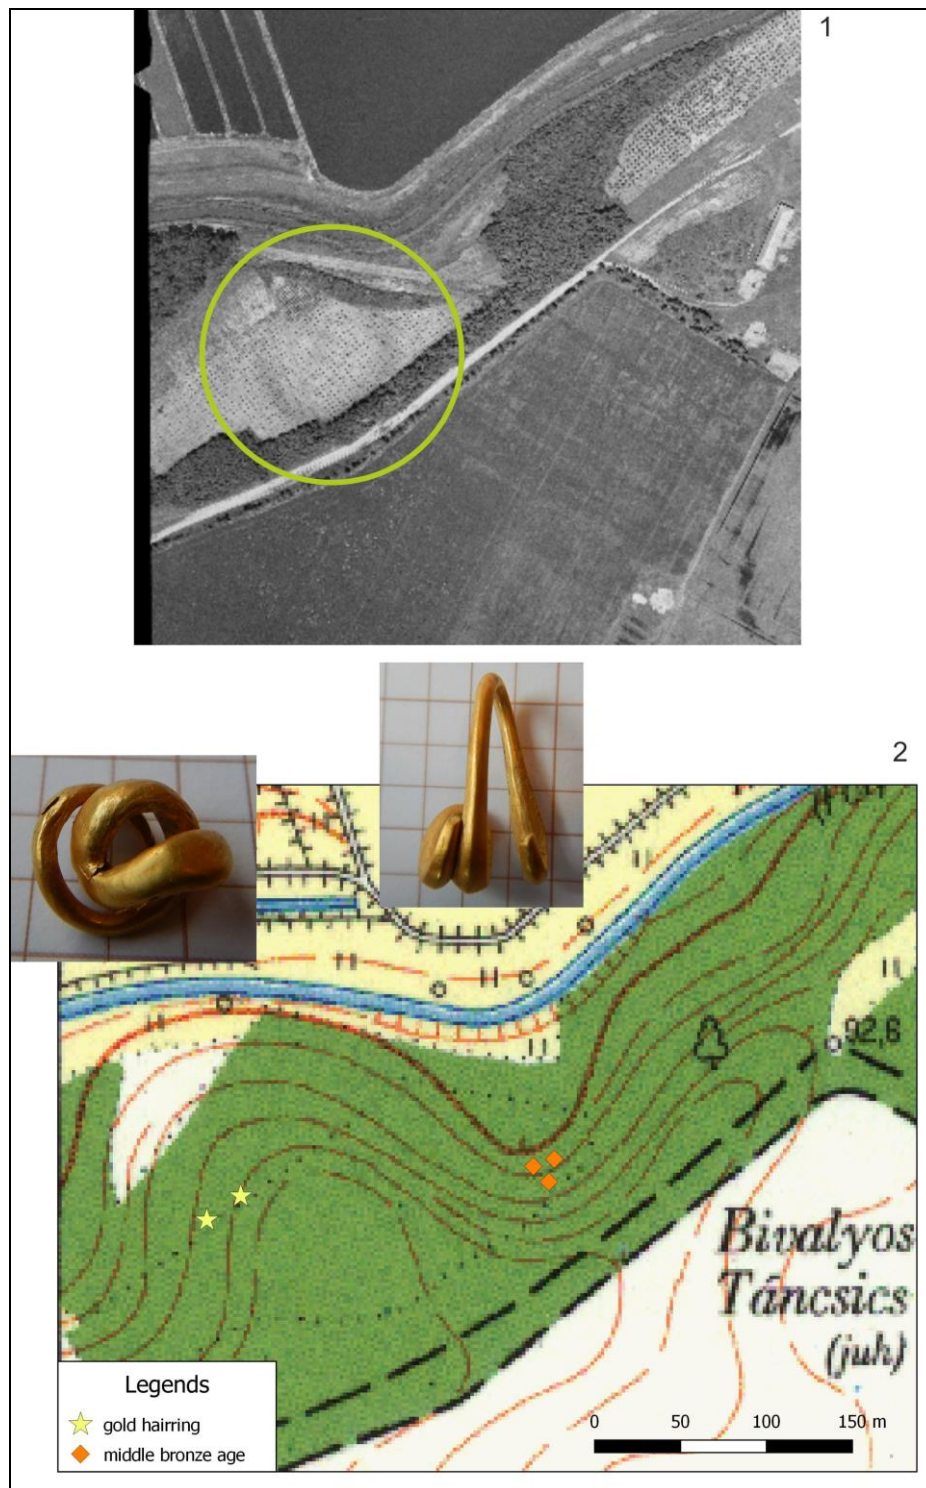 1
2
92,6
Bivalyos
Táncsics
(juh)
Legends
gold hairring
middle bronze age
0 50 100 150 m